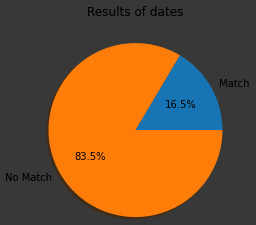 Results of dates
Match
16.5%
83.5%
No Match